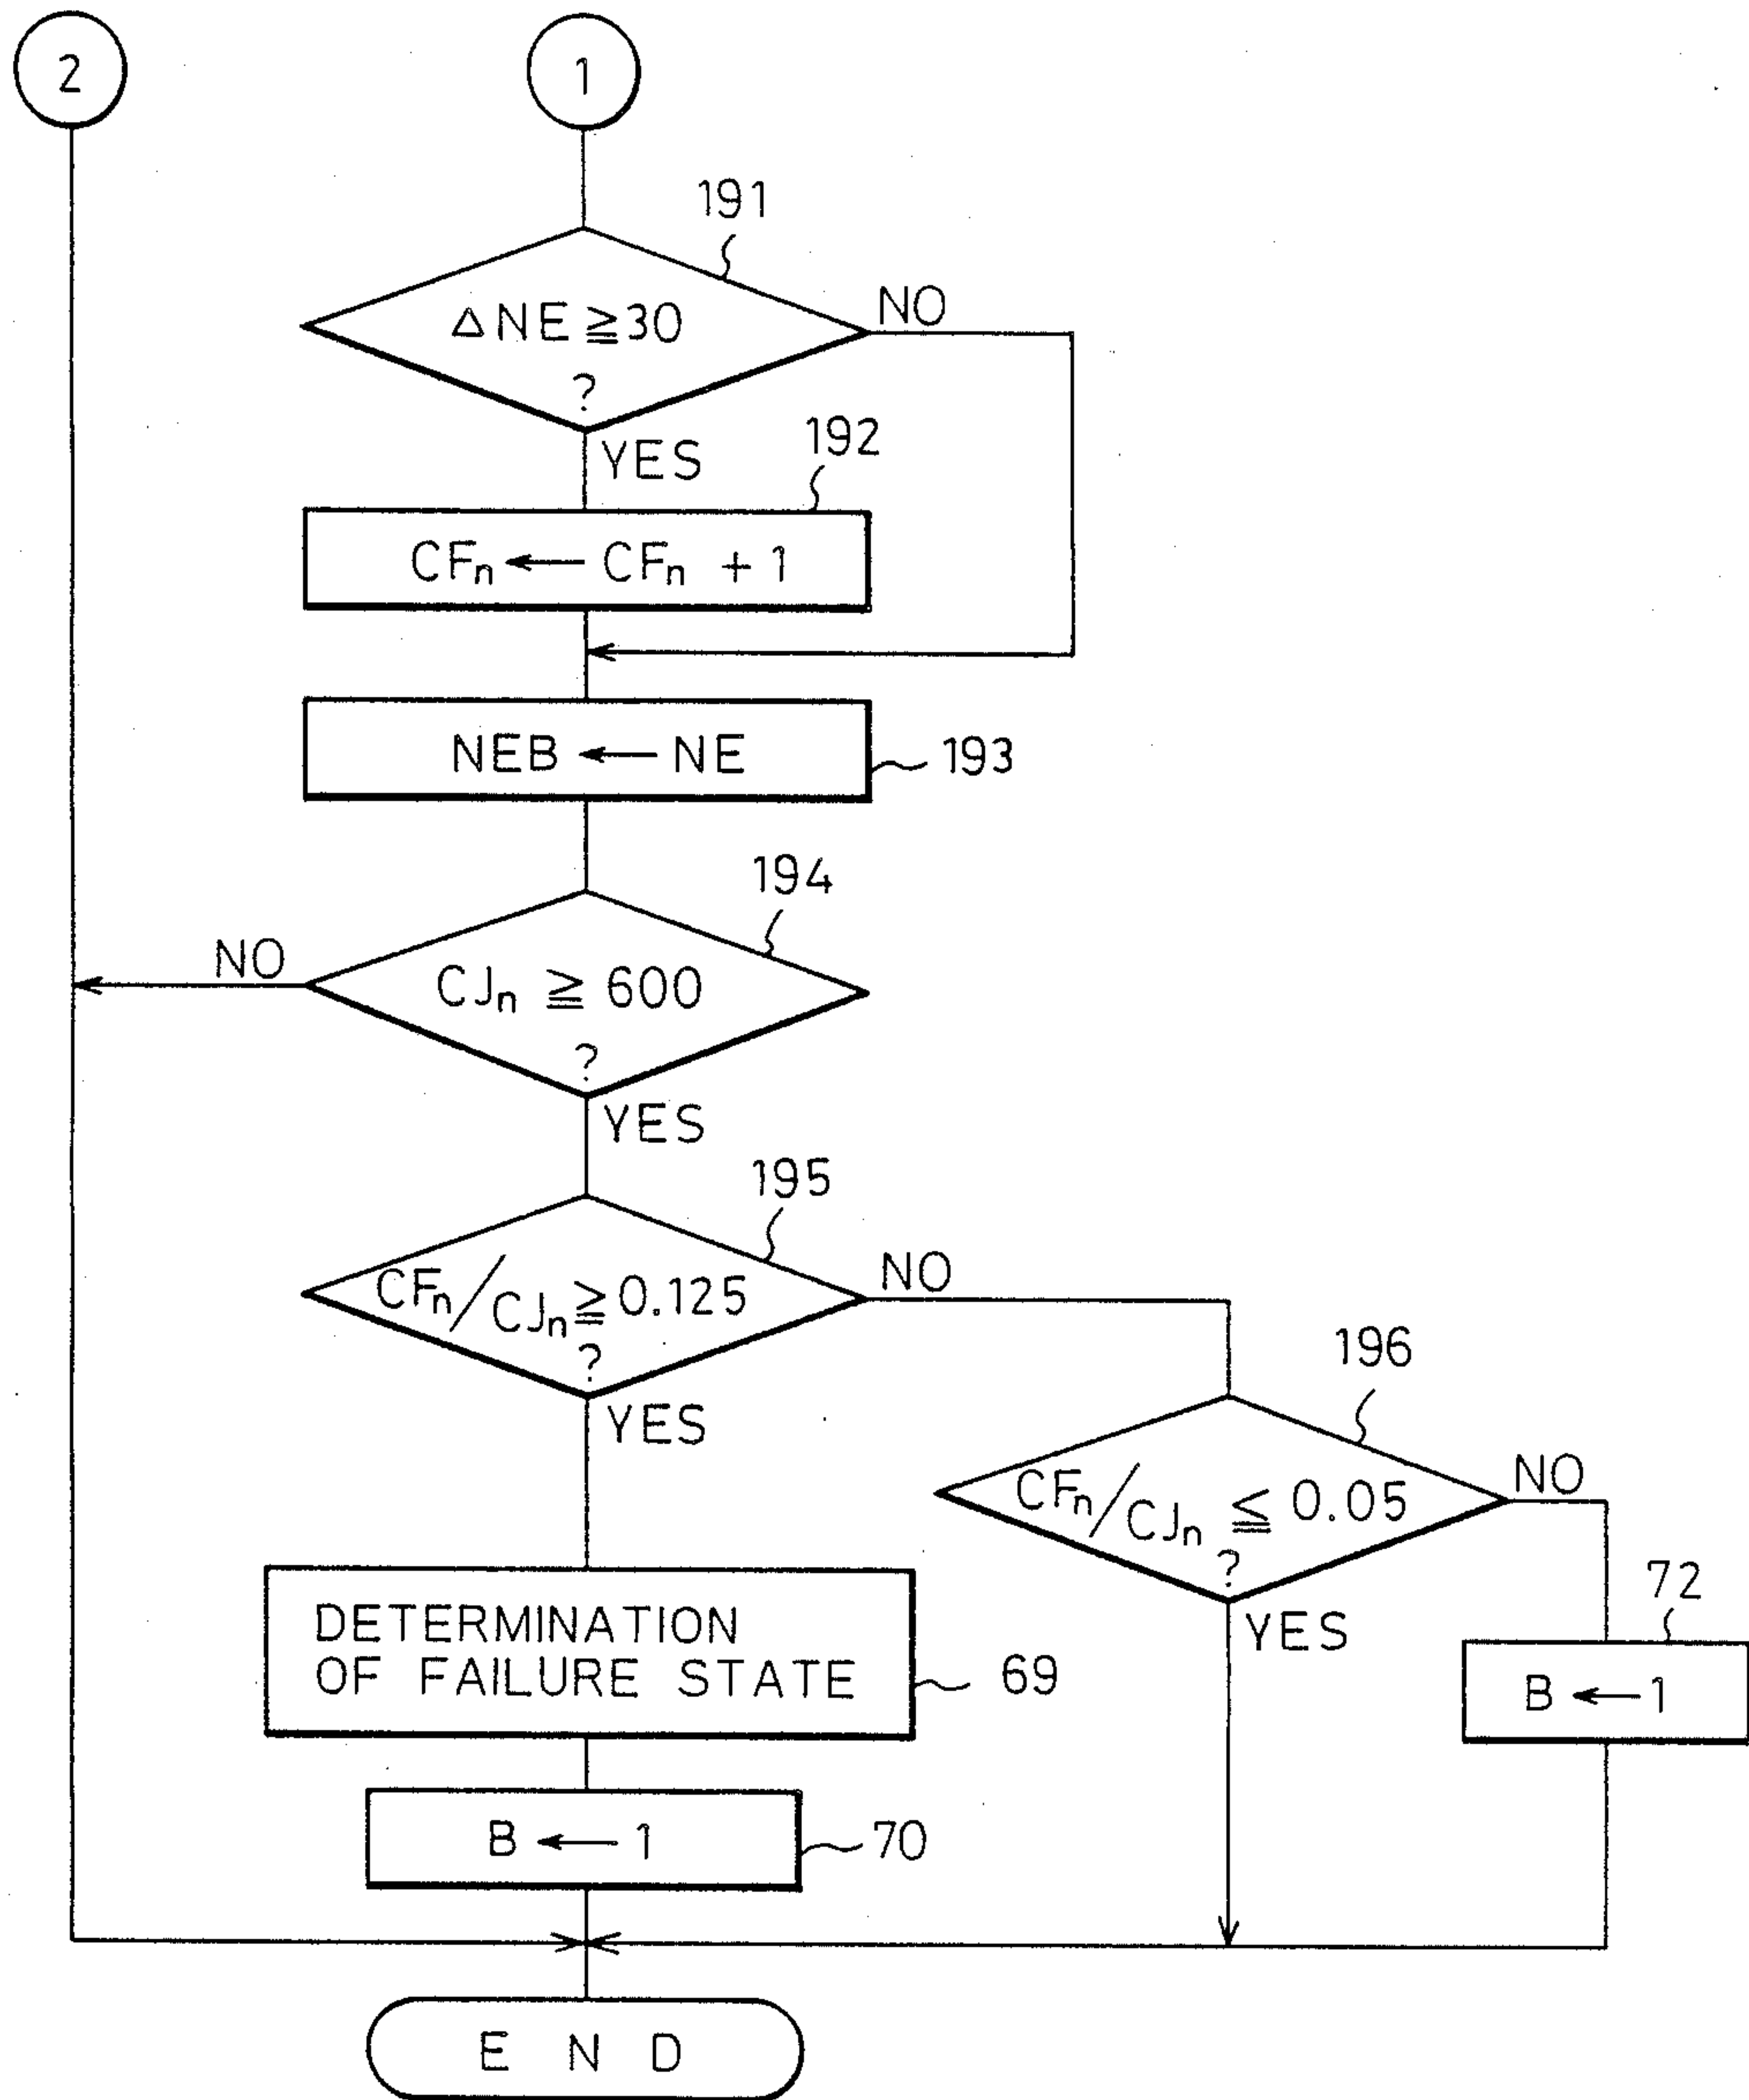 2
1
191
ΔNE ≧ 30
?
NO
YES
192
CFn ← CFn + 1
NEB ← NE
193
194
NO
CJn ≧ 600
?
YES
195
CFn/CJn ≧ 0.125
?
NO
YES
196
CFn/CJn ≦ 0.05
?
NO
YES
72
B ← 1
DETERMINATION
OF FAILURE STATE
69
B ← 1
70
END